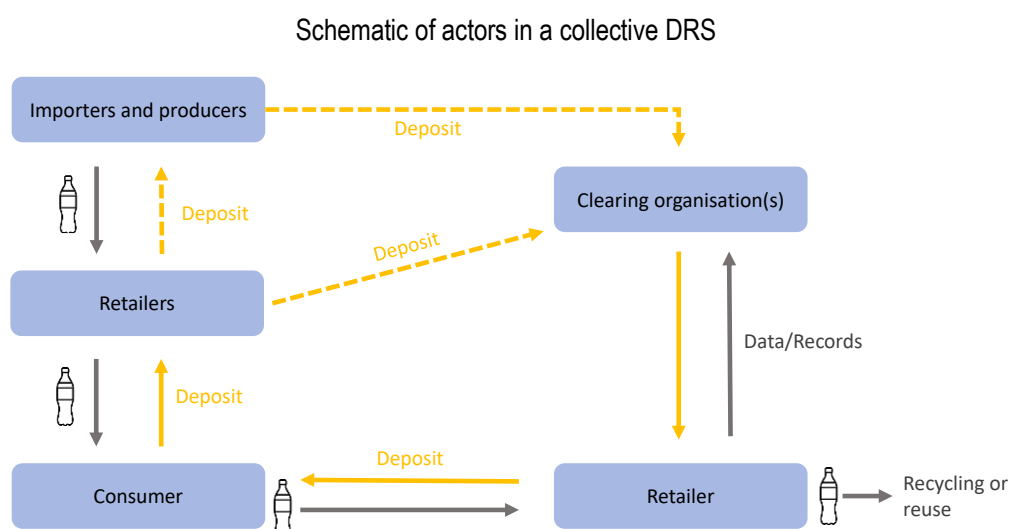 Schematic of actors in a collective DRS
Importers and producers
Deposit
Deposit
Clearing organisation(s)
Deposit
Retailers
Data/Records
Deposit
Deposit
Consumer
Retailer
Recycling or
reuse